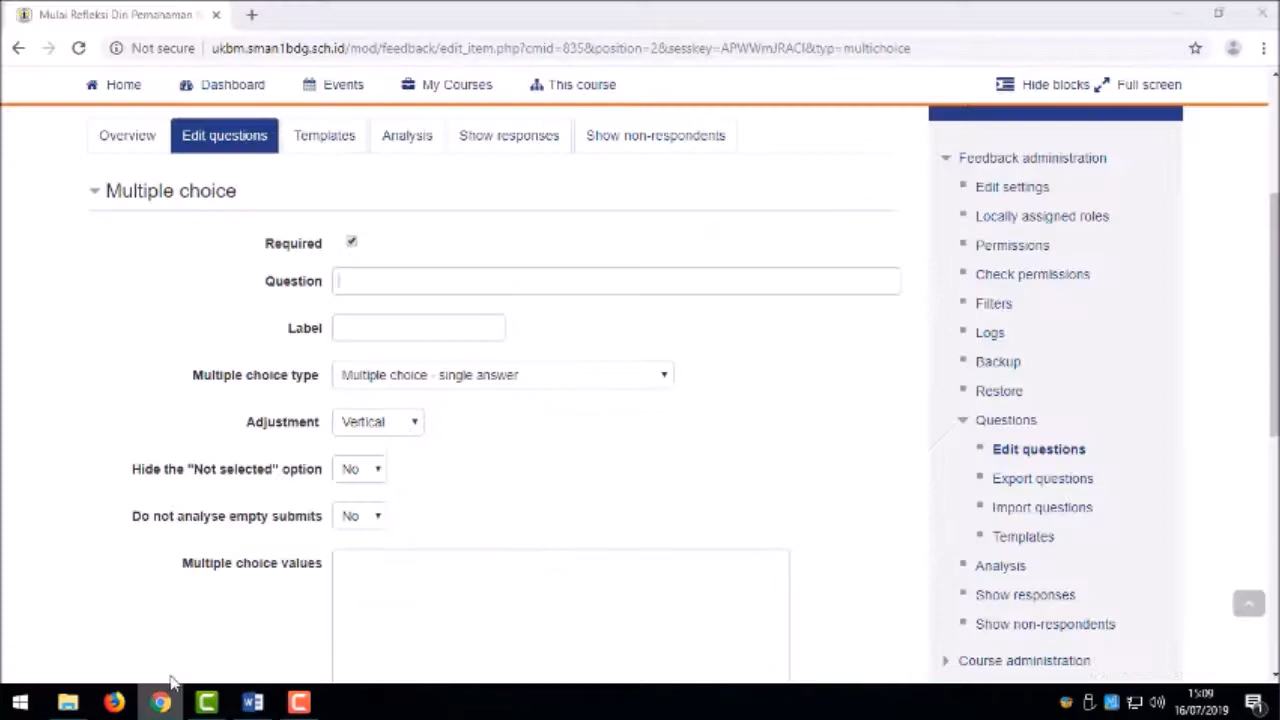 Mulai Refleksi Diri Pemahaman
Not secure
ukbm.sman1bdg.sch.id/mod/feedback/edit_item.php?cmid=835&position=2&sesskey=APWWmJRACI&typ=multichoice
Home Dashboard Events My Courses This course Hide blocks Full screen
Overview Edit questions Templates Analysis Show responses Show non-respondents
Multiple choice
Required
Question
Label
Multiple choice type Multiple choice - single answer
Adjustment Vertical
Hide the "Not selected" option No
Do not analyse empty submits No
Multiple choice values
Feedback administration
Edit settings
Locally assigned roles
Permissions
Check permissions
Filters
Logs
Backup
Restore
Questions
Edit questions
Export questions
Import questions
Templates
Analysis
Show responses
Show non-respondents
Course administration
15:09
16/07/2019